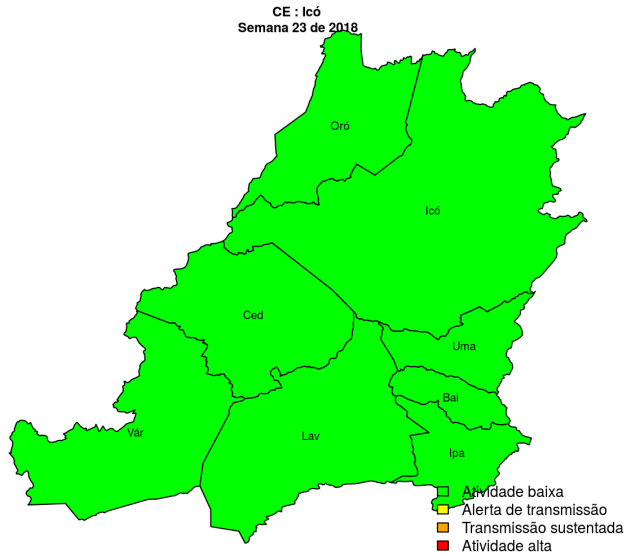 CE : Icó
Semana 23 de 2018
Oró
Icó
Ced
Uma
Bai
Vár
Lav
Ipa
Atividade baixa
Alerta de transmissão
Transmissão sustentada
Atividade alta